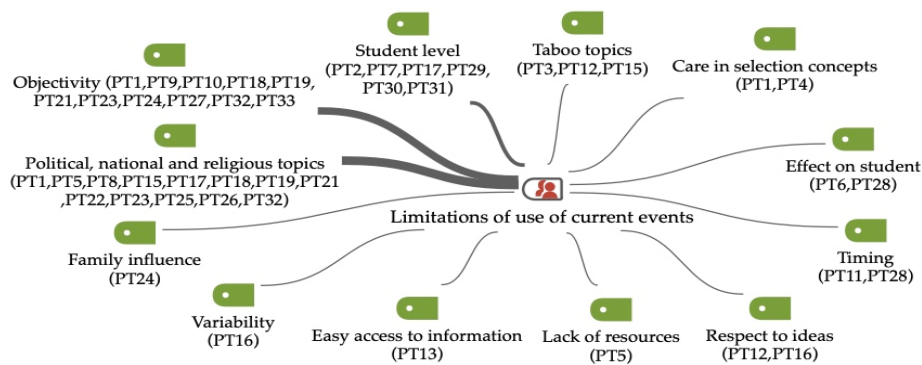 Objectivity (PT1,PT9,PT10,PT18,PT19,
PT21,PT23,PT24,PT27,PT32,PT33
Student level
(PT2,PT7,PT17,PT29,
PT30,PT31)
Taboo topics
(PT3,PT12,PT15)
Care in selection concepts
(PT1,PT4)
Political, national and religious topics
(PT1,PT5,PT8,PT15,PT17,PT18,PT19,PT21
,PT22,PT23,PT25,PT26,PT32)
Effect on student
(PT6,PT28)
Limitations of use of current events
Family influence
(PT24)
Timing
(PT11,PT28)
Variability
(PT16)
Easy access to information
(PT13)
Lack of resources
(PT5)
Respect to ideas
(PT12,PT16)